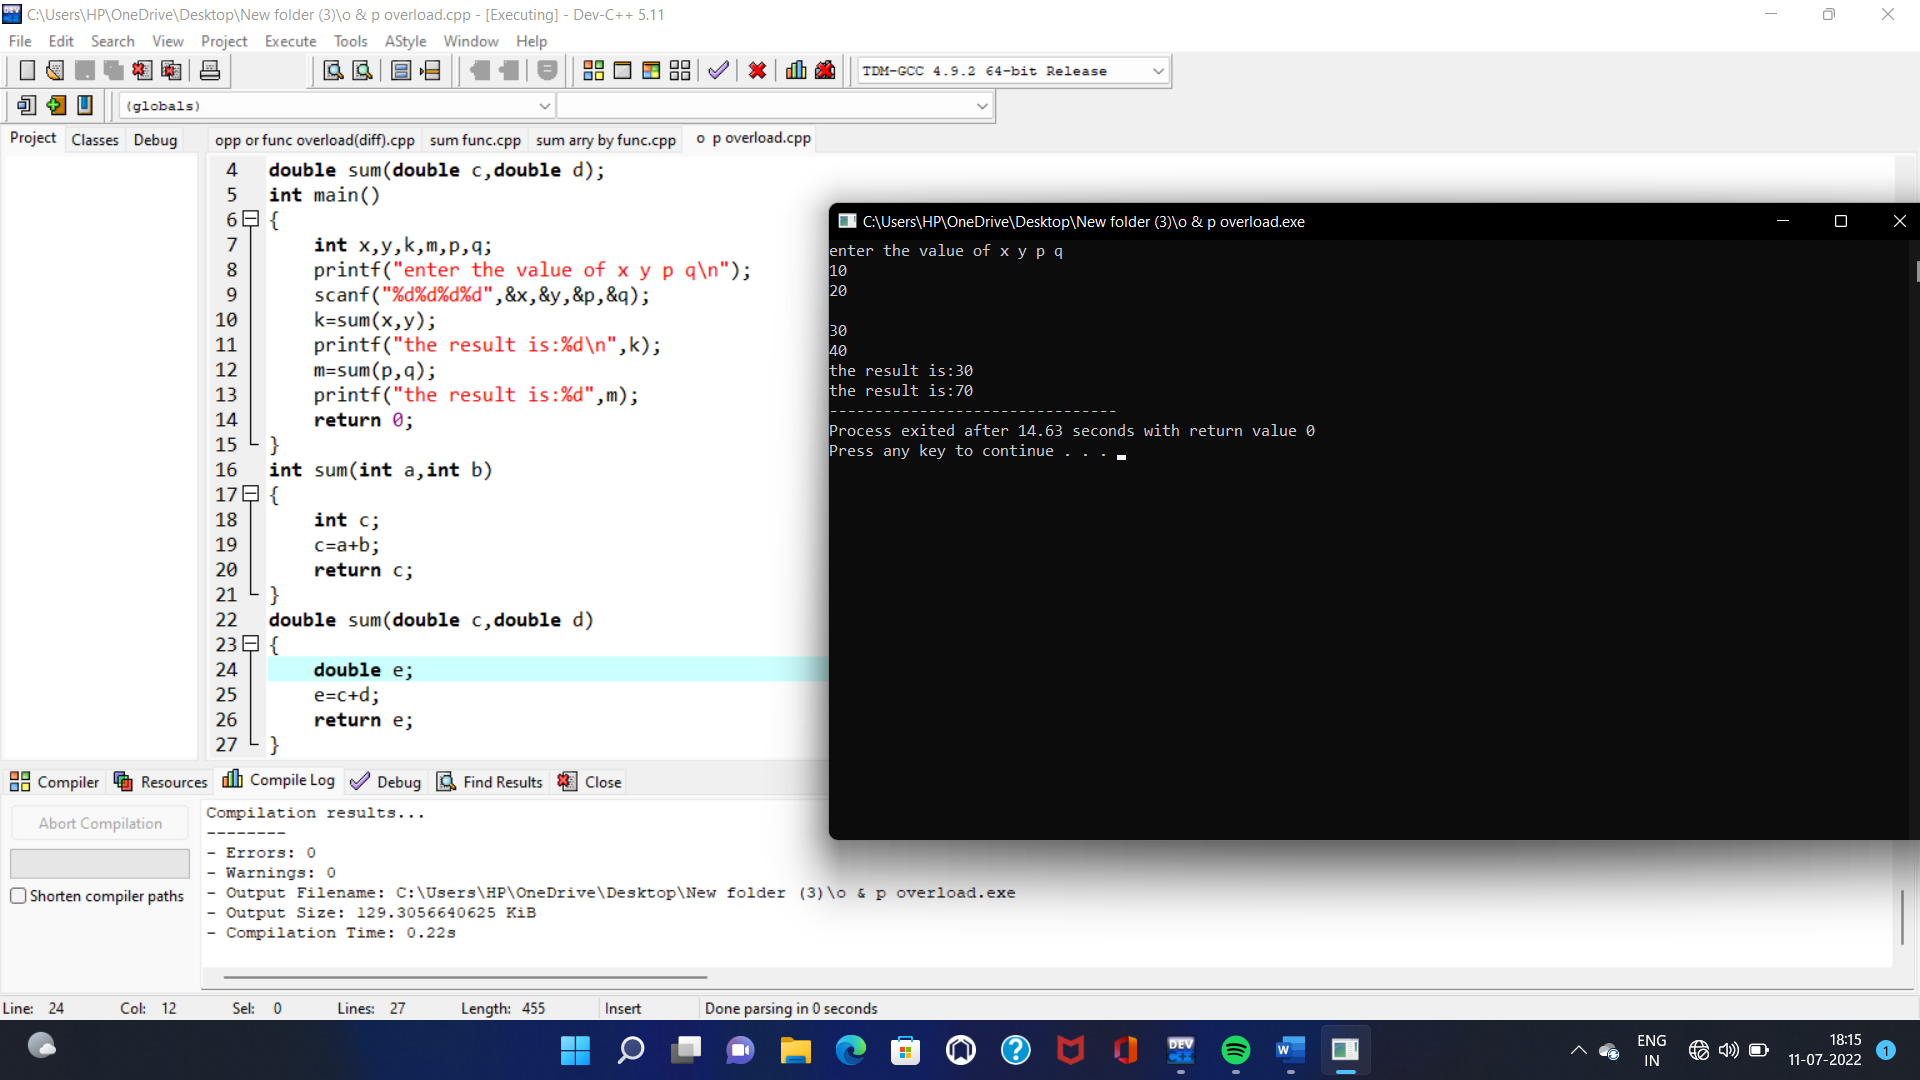 C:\Users\HP\OneDrive\Desktop\New folder (3)\o & p overload.cpp - [Executing] - Dev-C++ 5.11
File Edit Search View Project Execute Tools AStyle Window Help
TDM-GCC 4.9.2 64-bit Release
(globals)
Project Classes Debug
opp or func overload(diff).cpp sum func.cpp sum arry by func.cpp o p overload.cpp
4 double sum(double c,double d);
5 int main()
6 {
7 int x,y,k,m,p,q;
8 printf("enter the value of x y p q\n");
9 scanf("%d%d%d%d",&x,&y,&p,&q);
10 k=sum(x,y);
11 printf("the result is:%d\n",k);
12 m=sum(p,q);
13 printf("the result is:%d",m);
14 return 0;
15 }
16 int sum(int a,int b)
17 {
18 int c;
19 c=a+b;
20 return c;
21 }
22 double sum(double c,double d)
23 {
24 double e;
25 e=c+d;
26 return e;
27 }
C:\Users\HP\OneDrive\Desktop\New folder (3)\o & p overload.exe
enter the value of x y p q
10
20
30
40
the result is:30
the result is:70
--------------------------------
Process exited after 14.63 seconds with return value 0
Press any key to continue . . .
Compiler Resources Compile Log Debug Find Results Close
Abort Compilation
Shorten compiler paths
Compilation results...
--------
- Errors: 0
- Warnings: 0
- Output Filename: C:\Users\HP\OneDrive\Desktop\New folder (3)\o & p overload.exe
- Output Size: 129.3056640625 KiB
- Compilation Time: 0.22s
Line: 24 Col: 12 Sel: 0 Lines: 27 Length: 455 Insert Done parsing in 0 seconds
DEV C++
W
ENG
IN
18:15
11-07-2022
1